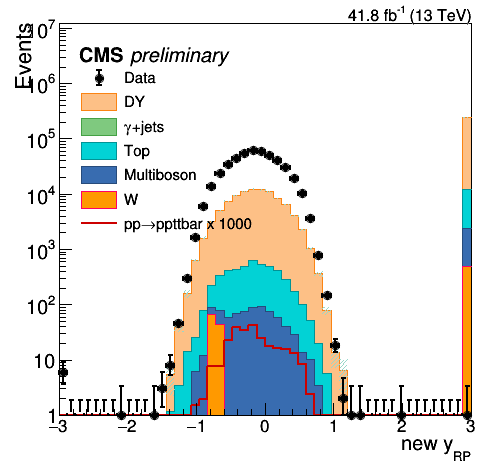 41.8 fb⁻¹ (13 TeV)
Events
CMS preliminary
Data
DY
γ+jets
Top
Multiboson
W
pp→ppttbar x 1000
10⁷
10⁶
10⁵
10⁴
10³
10²
10
1
−3 −2 −1 0 1 2 3
new y_RP